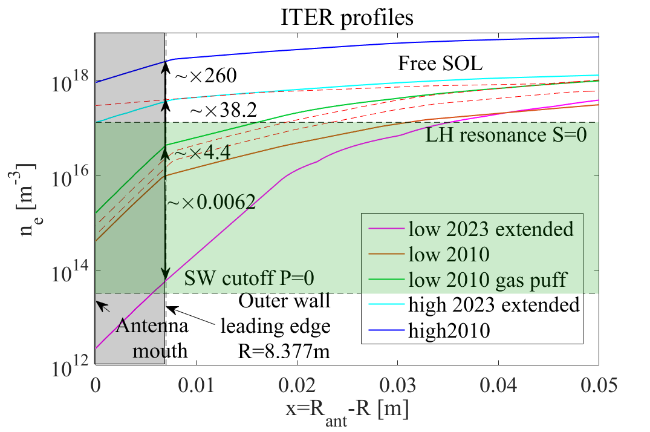 ITER profiles
10^18
10^16
10^14
10^12
n_e [m^-3]
~×260
Free SOL
~×38.2
LH resonance S=0
~×4.4
~×0.0062
SW cutoff P=0
Outer wall
leading edge
R=8.377m
Antenna
mouth
low 2023 extended
low 2010
low 2010 gas puff
high 2023 extended
high2010
0
0.01
0.02
0.03
0.04
0.05
x=R_ant-R [m]